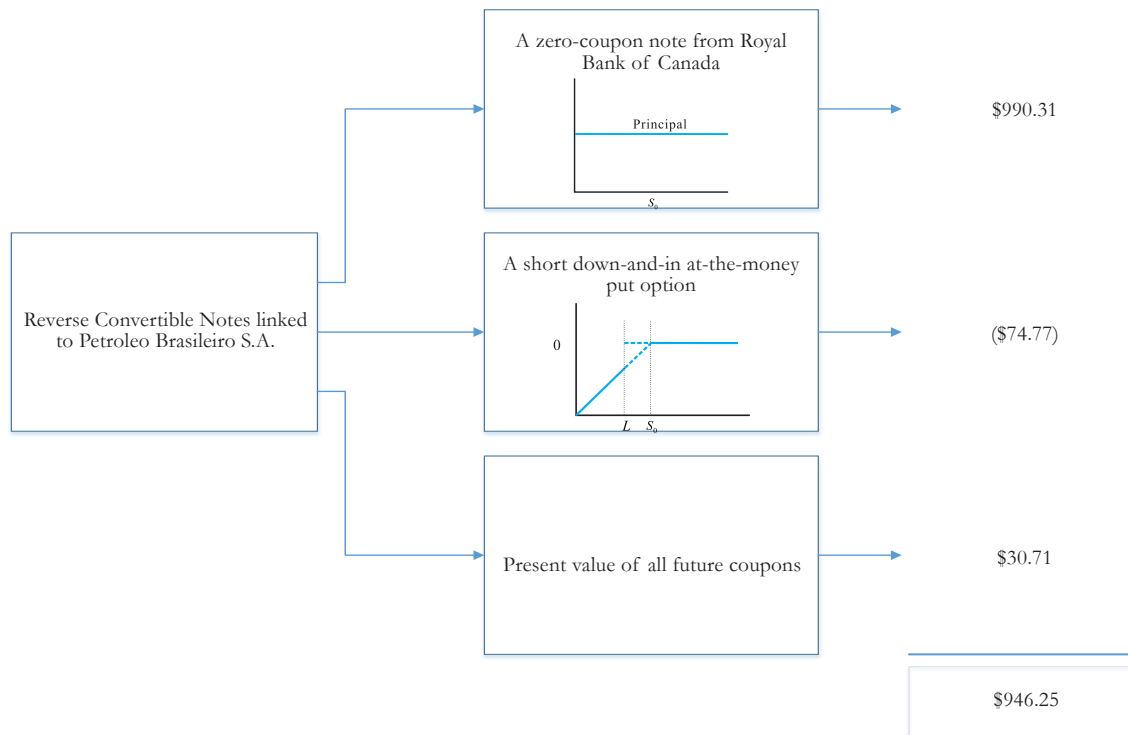 A zero-coupon note from Royal
Bank of Canada
Principal
S₀
$990.31
Reverse Convertible Notes linked
to Petroleo Brasileiro S.A.
A short down-and-in at-the-money
put option
0
L S₀
($74.77)
Present value of all future coupons
$30.71
$946.25